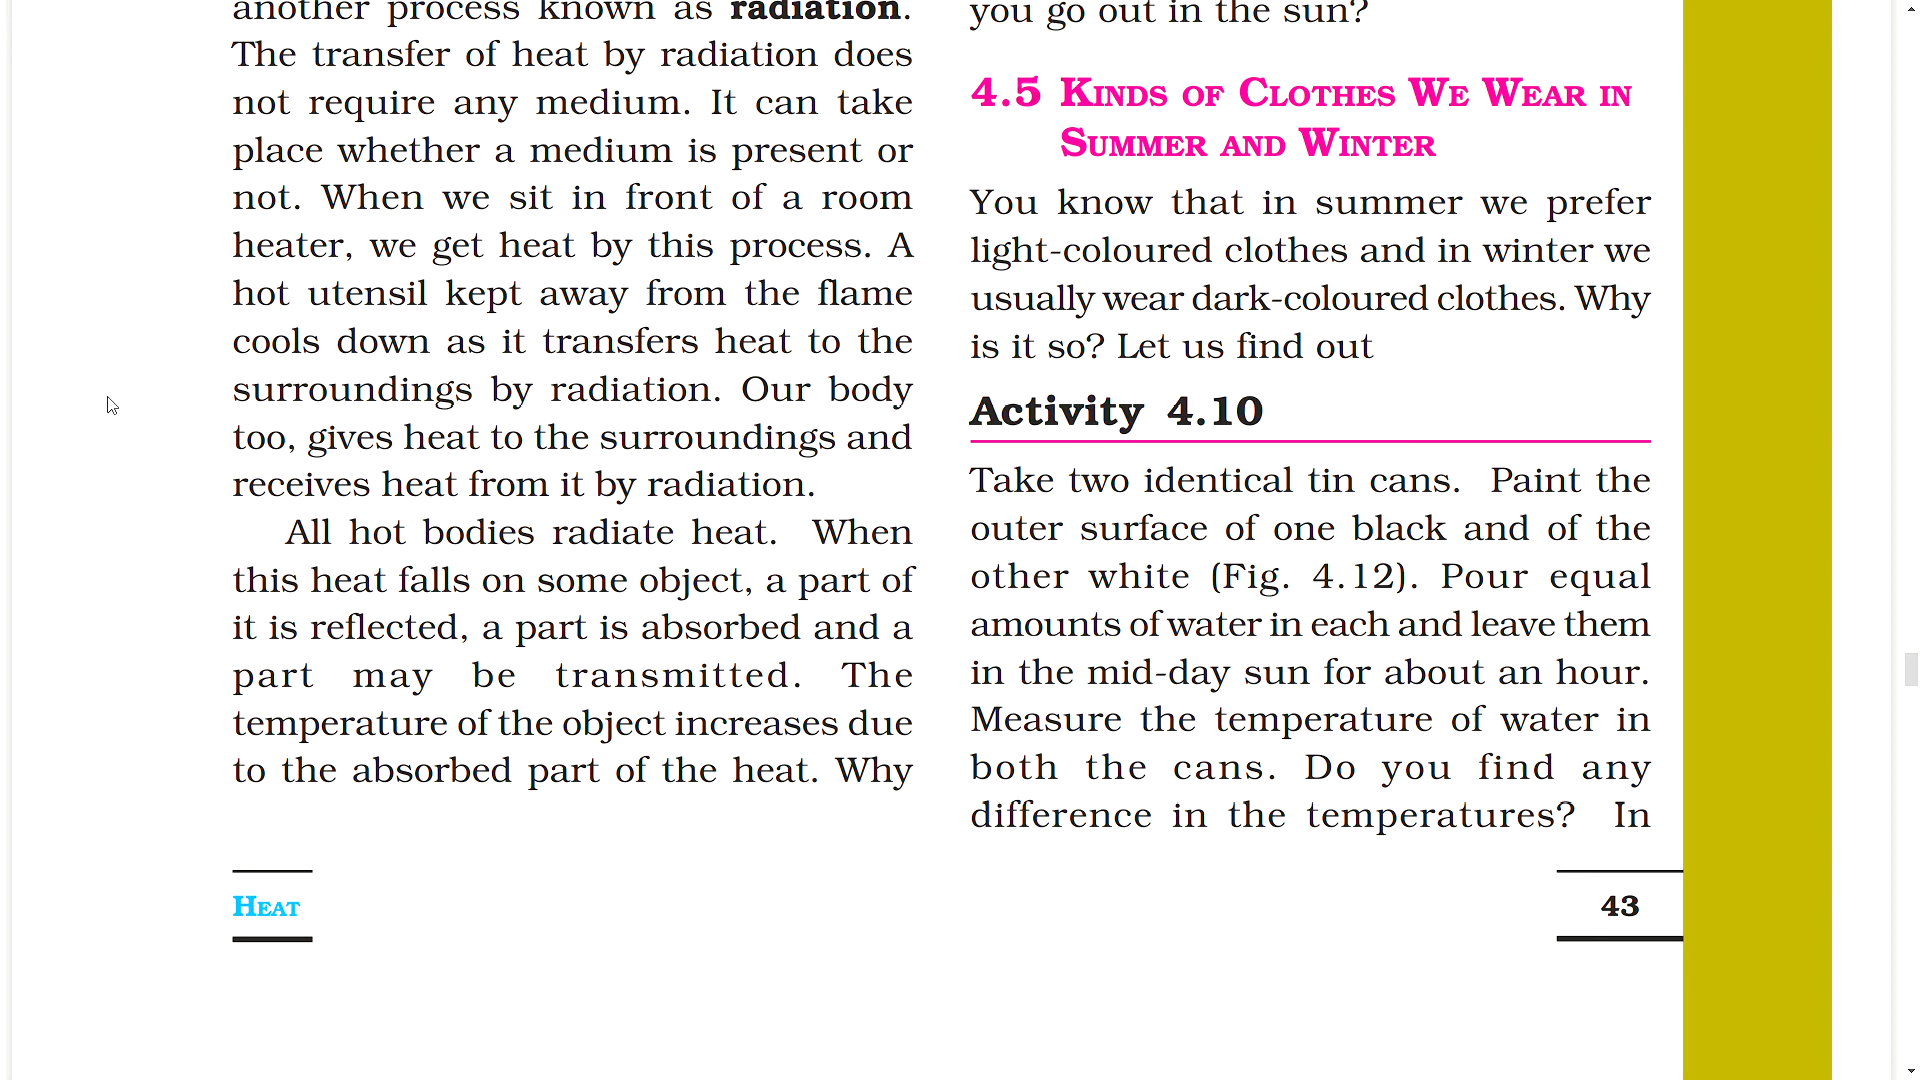 another process known as radiation.
The transfer of heat by radiation does
not require any medium. It can take
place whether a medium is present or
not. When we sit in front of a room
heater, we get heat by this process. A
hot utensil kept away from the flame
cools down as it transfers heat to the
surroundings by radiation. Our body
too, gives heat to the surroundings and
receives heat from it by radiation.
All hot bodies radiate heat. When
this heat falls on some object, a part of
it is reflected, a part is absorbed and a
part may be transmitted. The
temperature of the object increases due
to the absorbed part of the heat. Why
you go out in the sun?
4.5 KINDS OF CLOTHES WE WEAR IN
SUMMER AND WINTER
You know that in summer we prefer
light-coloured clothes and in winter we
usually wear dark-coloured clothes. Why
is it so? Let us find out
Activity 4.10
Take two identical tin cans. Paint the
outer surface of one black and of the
other white (Fig. 4.12). Pour equal
amounts of water in each and leave them
in the mid-day sun for about an hour.
Measure the temperature of water in
both the cans. Do you find any
difference in the temperatures? In
HEAT
43